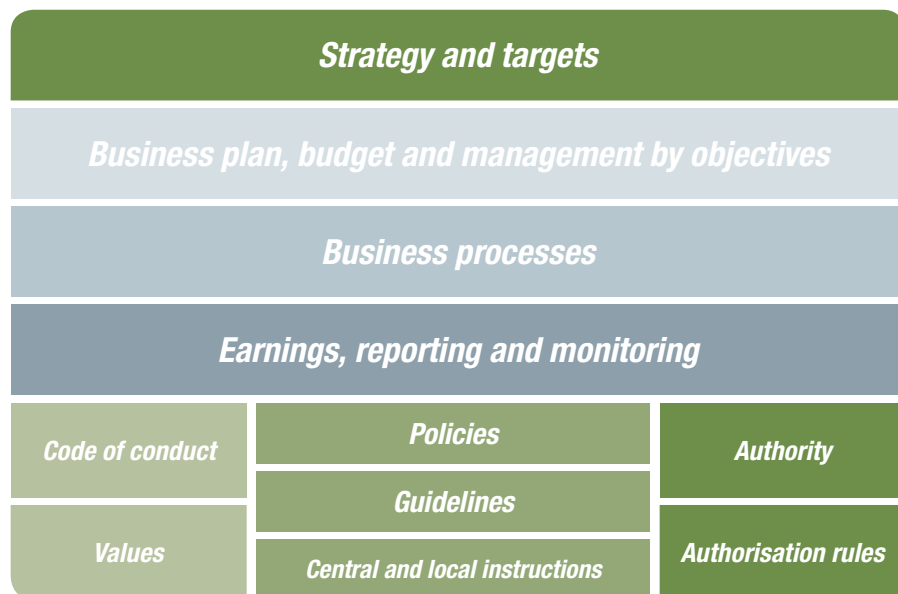 Strategy and targets
Business plan, budget and management by objectives
Business processes
Earnings, reporting and monitoring
Code of conduct
Values
Policies
Guidelines
Central and local instructions
Authority
Authorisation rules